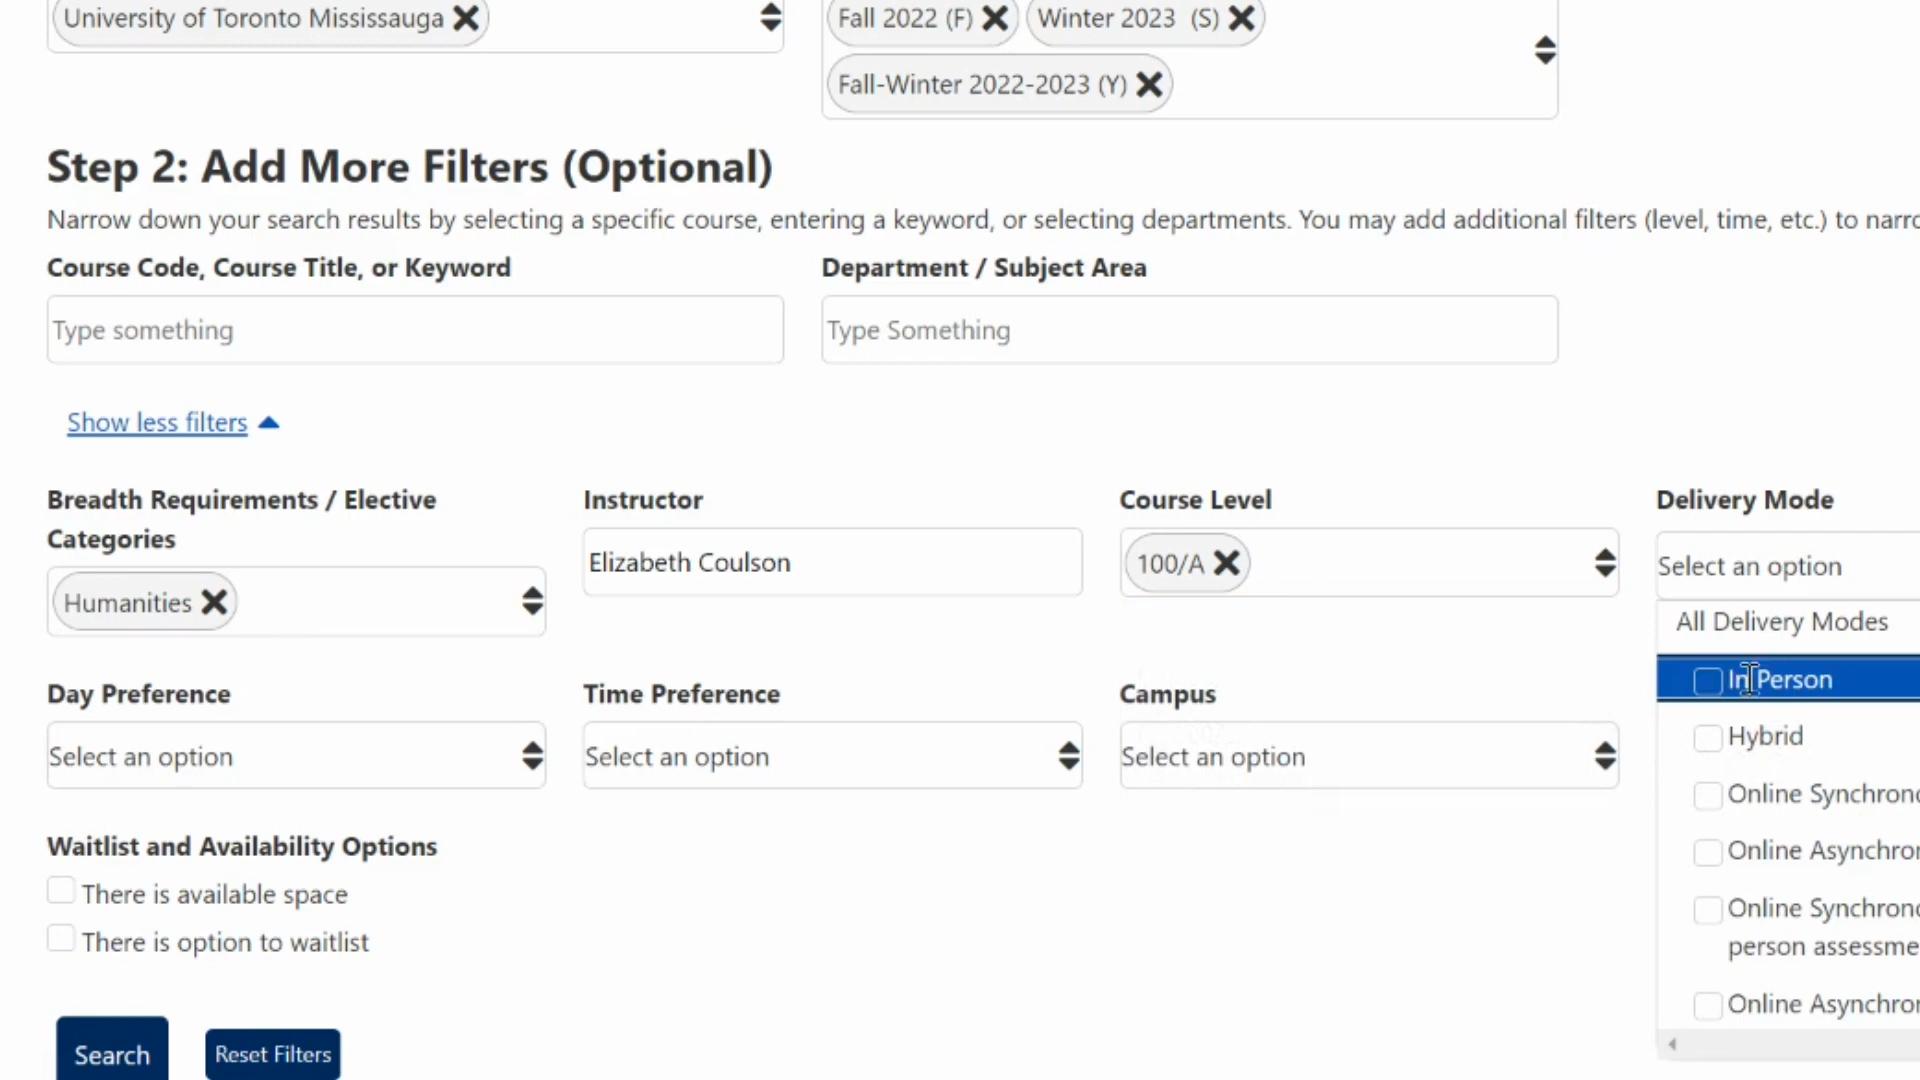 University of Toronto Mississauga
Fall 2022 (F) Winter 2023 (S)
Fall-Winter 2022-2023 (Y)
Step 2: Add More Filters (Optional)
Narrow down your search results by selecting a specific course, entering a keyword, or selecting departments. You may add additional filters (level, time, etc.) to narro
Course Code, Course Title, or Keyword
Department / Subject Area
Type something
Type Something
Show less filters
Breadth Requirements / Elective
Categories
Humanities
Instructor
Elizabeth Coulson
Course Level
100/A
Delivery Mode
Select an option
All Delivery Modes
In Person
Hybrid
Online Synchrono
Online Asynchron
Online Synchrono
person assessme
Online Asynchron
Day Preference
Select an option
Time Preference
Select an option
Campus
Select an option
Waitlist and Availability Options
There is available space
There is option to waitlist
Search
Reset Filters